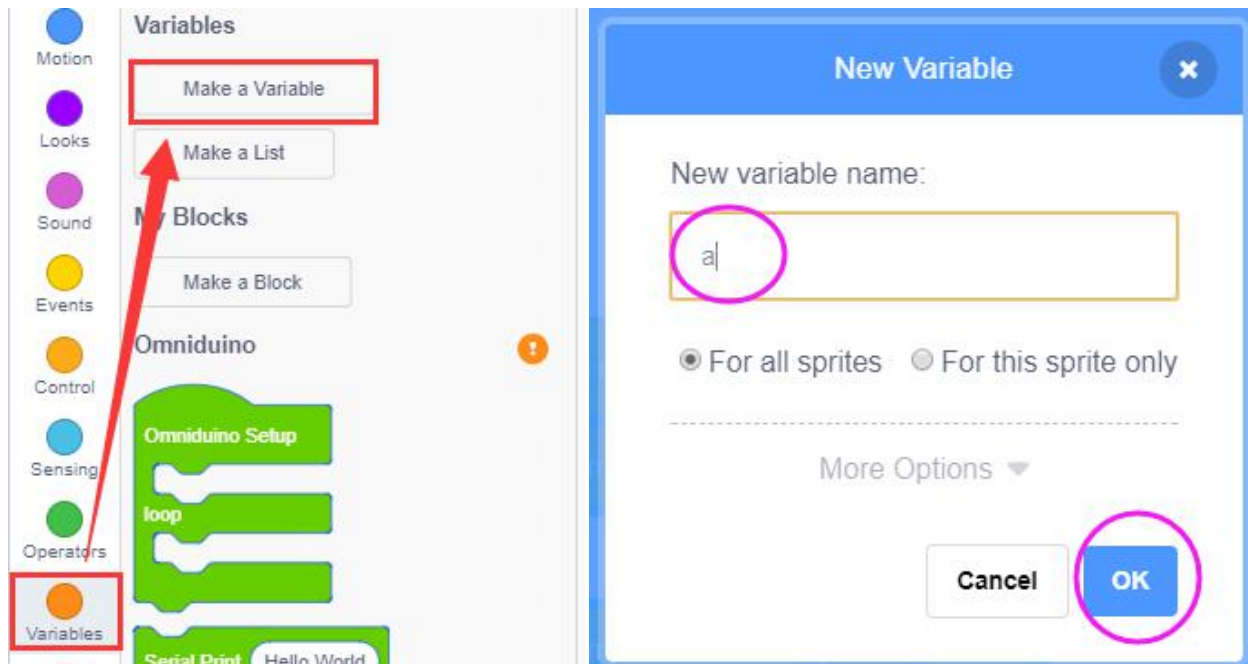 Motion
Looks
Sound
Events
Control
Sensing
Operators
Variables
Variables
Make a Variable
Make a List
My Blocks
Make a Block
Omniduino
Omniduino Setup
loop
Serial Print Hello World
New Variable
New variable name:
a
For all sprites For this sprite only
More Options
Cancel OK